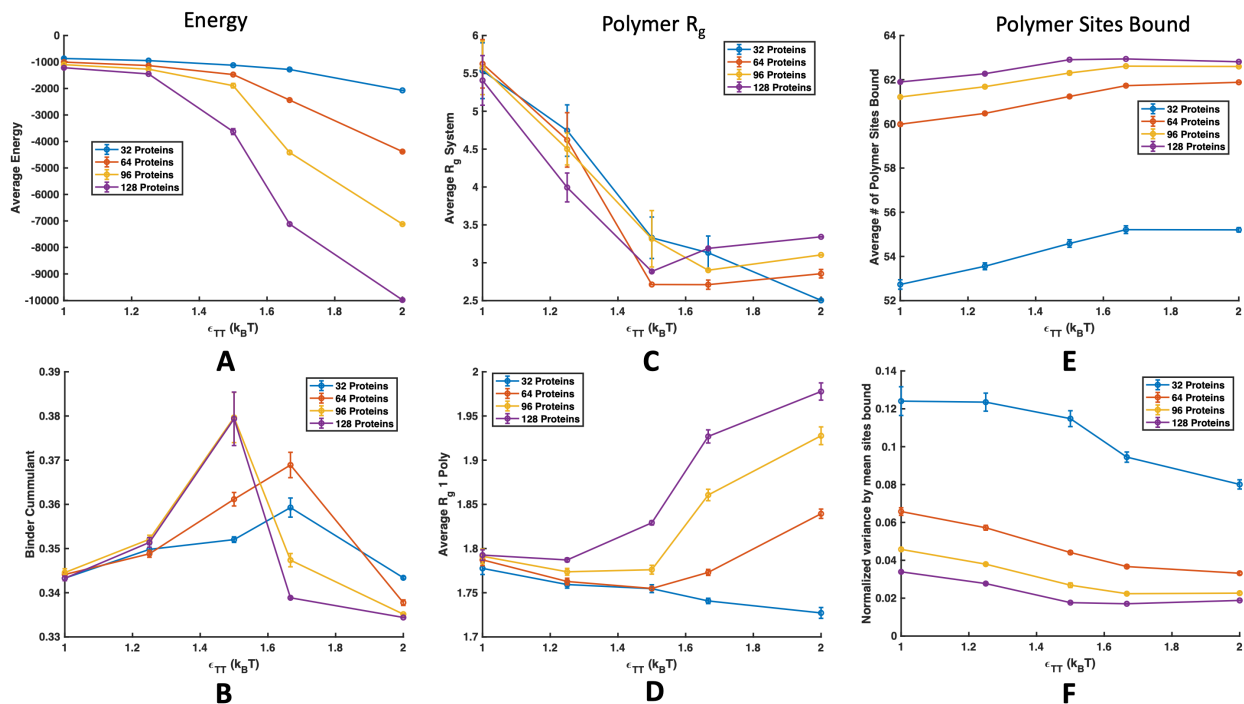 Energy
Polymer Rg
Polymer Sites Bound
0
-1000
-2000
-3000
-4000
-5000
-6000
-7000
-8000
-9000
-10000
Average Energy
32 Proteins
64 Proteins
96 Proteins
128 Proteins
1
1.2
1.4
1.6
1.8
2
ϵTT (kBT)
A
6
5.5
5
4.5
4
3.5
3
2.5
Average Rg System
32 Proteins
64 Proteins
96 Proteins
128 Proteins
1
1.2
1.4
1.6
1.8
2
ϵTT (kBT)
C
64
62
60
58
56
54
52
Average # of Polymer Sites Bound
32 Proteins
64 Proteins
96 Proteins
128 Proteins
1
1.2
1.4
1.6
1.8
2
ϵTT (kBT)
E
0.39
0.38
0.37
0.36
0.35
0.34
0.33
Binder Cummulant
32 Proteins
64 Proteins
96 Proteins
128 Proteins
1
1.2
1.4
1.6
1.8
2
ϵTT (kBT)
B
2
1.95
1.9
1.85
1.8
1.75
1.7
Average Rg 1 Poly
32 Proteins
64 Proteins
96 Proteins
128 Proteins
1
1.2
1.4
1.6
1.8
2
ϵTT (kBT)
D
0.14
0.12
0.1
0.08
0.06
0.04
0.02
0
Normalized variance by mean sites bound
32 Proteins
64 Proteins
96 Proteins
128 Proteins
1
1.2
1.4
1.6
1.8
2
ϵTT (kBT)
F